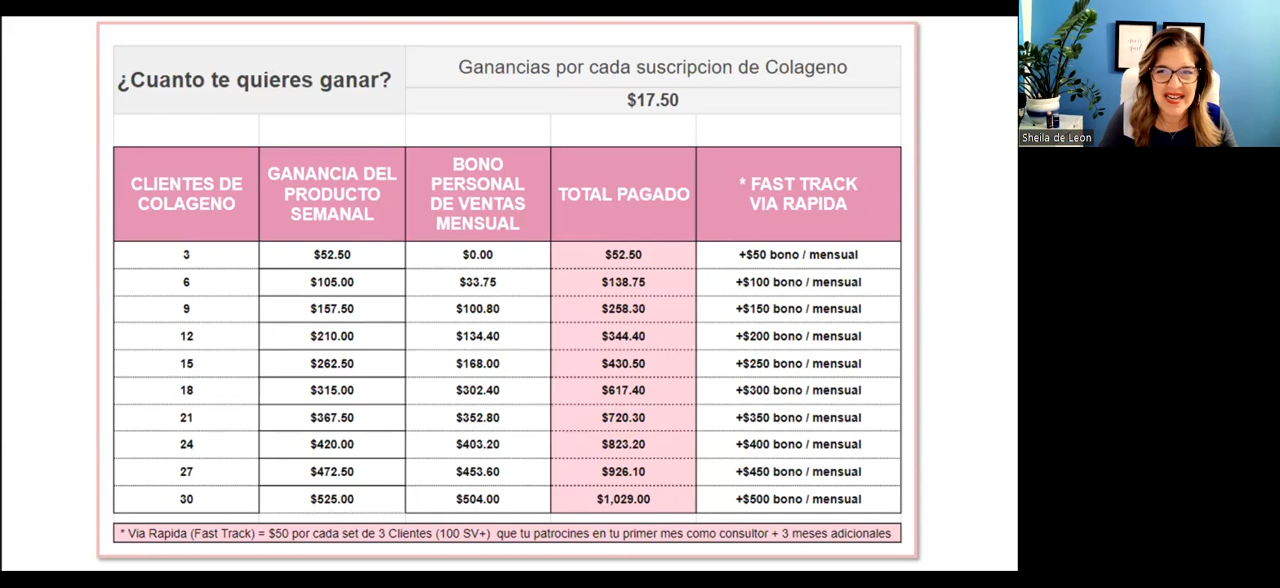 ¿Cuanto te quieres ganar?
Ganancias por cada suscripcion de Colageno
$17.50
CLIENTES DE
COLAGENO
GANANCIA DEL
PRODUCTO
SEMANAL
BONO
PERSONAL
DE VENTAS
MENSUAL
TOTAL PAGADO
* FAST TRACK
VIA RAPIDA
3 $52.50 $0.00 $52.50 +$50 bono / mensual
6 $105.00 $33.75 $138.75 +$100 bono / mensual
9 $157.50 $100.80 $258.30 +$150 bono / mensual
12 $210.00 $134.40 $344.40 +$200 bono / mensual
15 $262.50 $168.00 $430.50 +$250 bono / mensual
18 $315.00 $302.40 $617.40 +$300 bono / mensual
21 $367.50 $352.80 $720.30 +$350 bono / mensual
24 $420.00 $403.20 $823.20 +$400 bono / mensual
27 $472.50 $453.60 $926.10 +$450 bono / mensual
30 $525.00 $504.00 $1,029.00 +$500 bono / mensual
* Via Rapida (Fast Track) = $50 por cada set de 3 Clientes (100 SV+) que tu patrocines en tu primer mes como consultor + 3 meses adicionales
Sheila de Leon